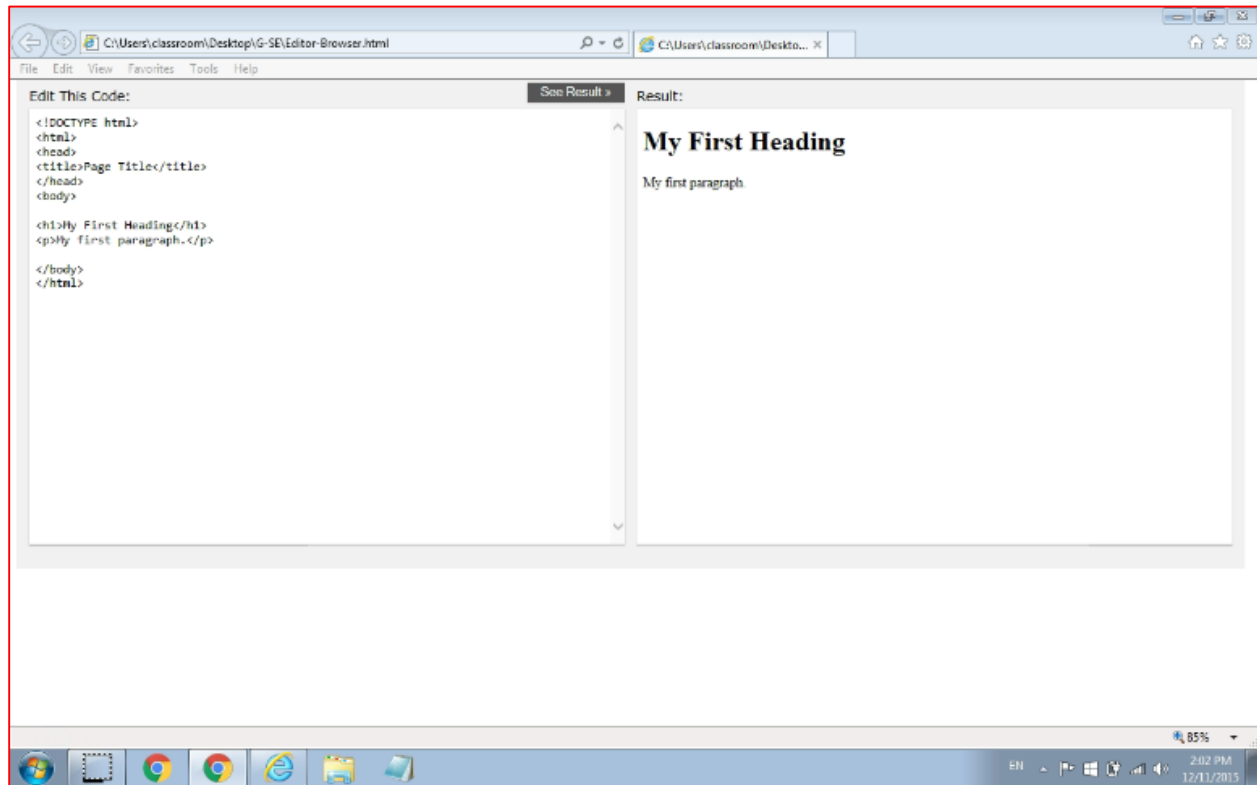 C:\Users\classroom\Desktop\G-SE\Editor-Browser.html
C:\Users\classroom\Deskto...
File Edit View Favorites Tools Help
Edit This Code:
See Result »
Result:
<!DOCTYPE html>
<html>
<head>
<title>Page Title</title>
</head>
<body>
<h1>My First Heading</h1>
<p>My first paragraph.</p>
</body>
</html>
My First Heading
My first paragraph.
85%
EN
2:02 PM
12/11/2015